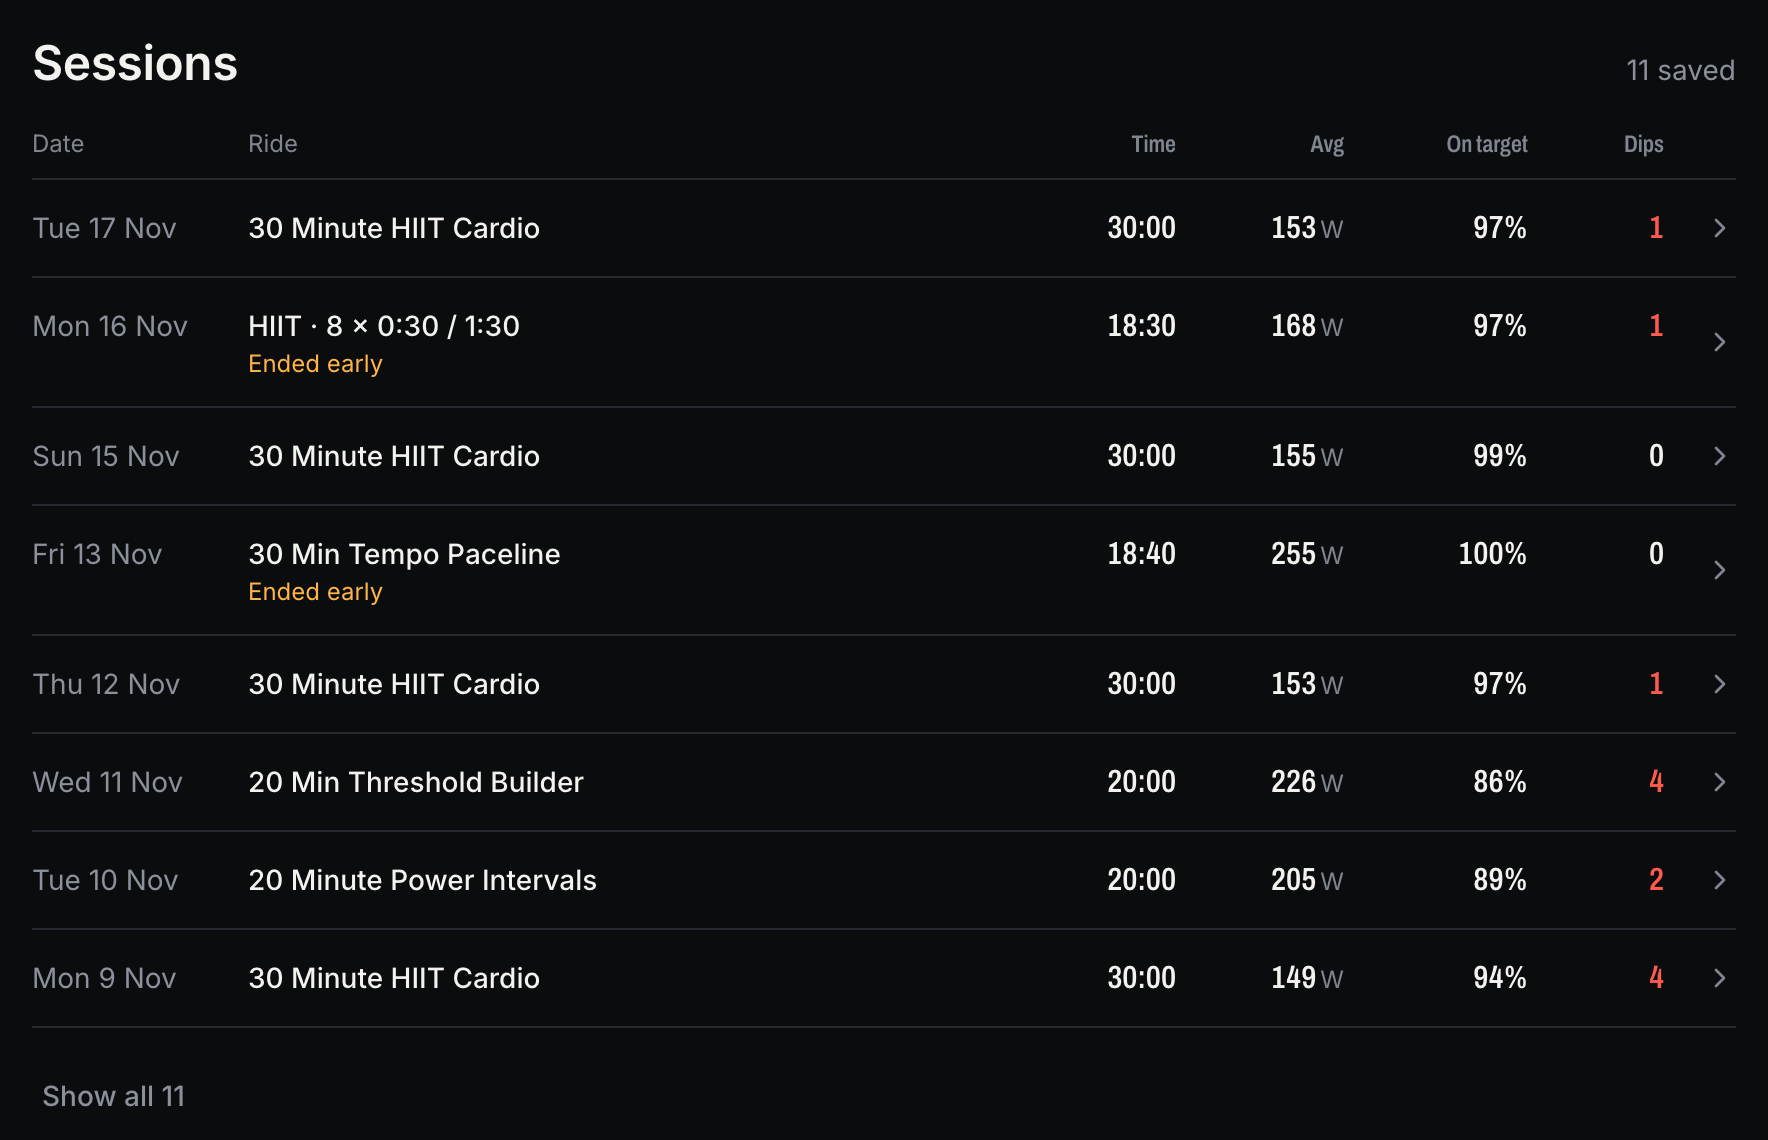 Sessions
11 saved
Date Ride Time Avg On target Dips
Tue 17 Nov 30 Minute HIIT Cardio 30:00 153 W 97% 1
Mon 16 Nov HIIT · 8 × 0:30 / 1:30 18:30 168 W 97% 1
Ended early
Sun 15 Nov 30 Minute HIIT Cardio 30:00 155 W 99% 0
Fri 13 Nov 30 Min Tempo Paceline 18:40 255 W 100% 0
Ended early
Thu 12 Nov 30 Minute HIIT Cardio 30:00 153 W 97% 1
Wed 11 Nov 20 Min Threshold Builder 20:00 226 W 86% 4
Tue 10 Nov 20 Minute Power Intervals 20:00 205 W 89% 2
Mon 9 Nov 30 Minute HIIT Cardio 30:00 149 W 94% 4
Show all 11